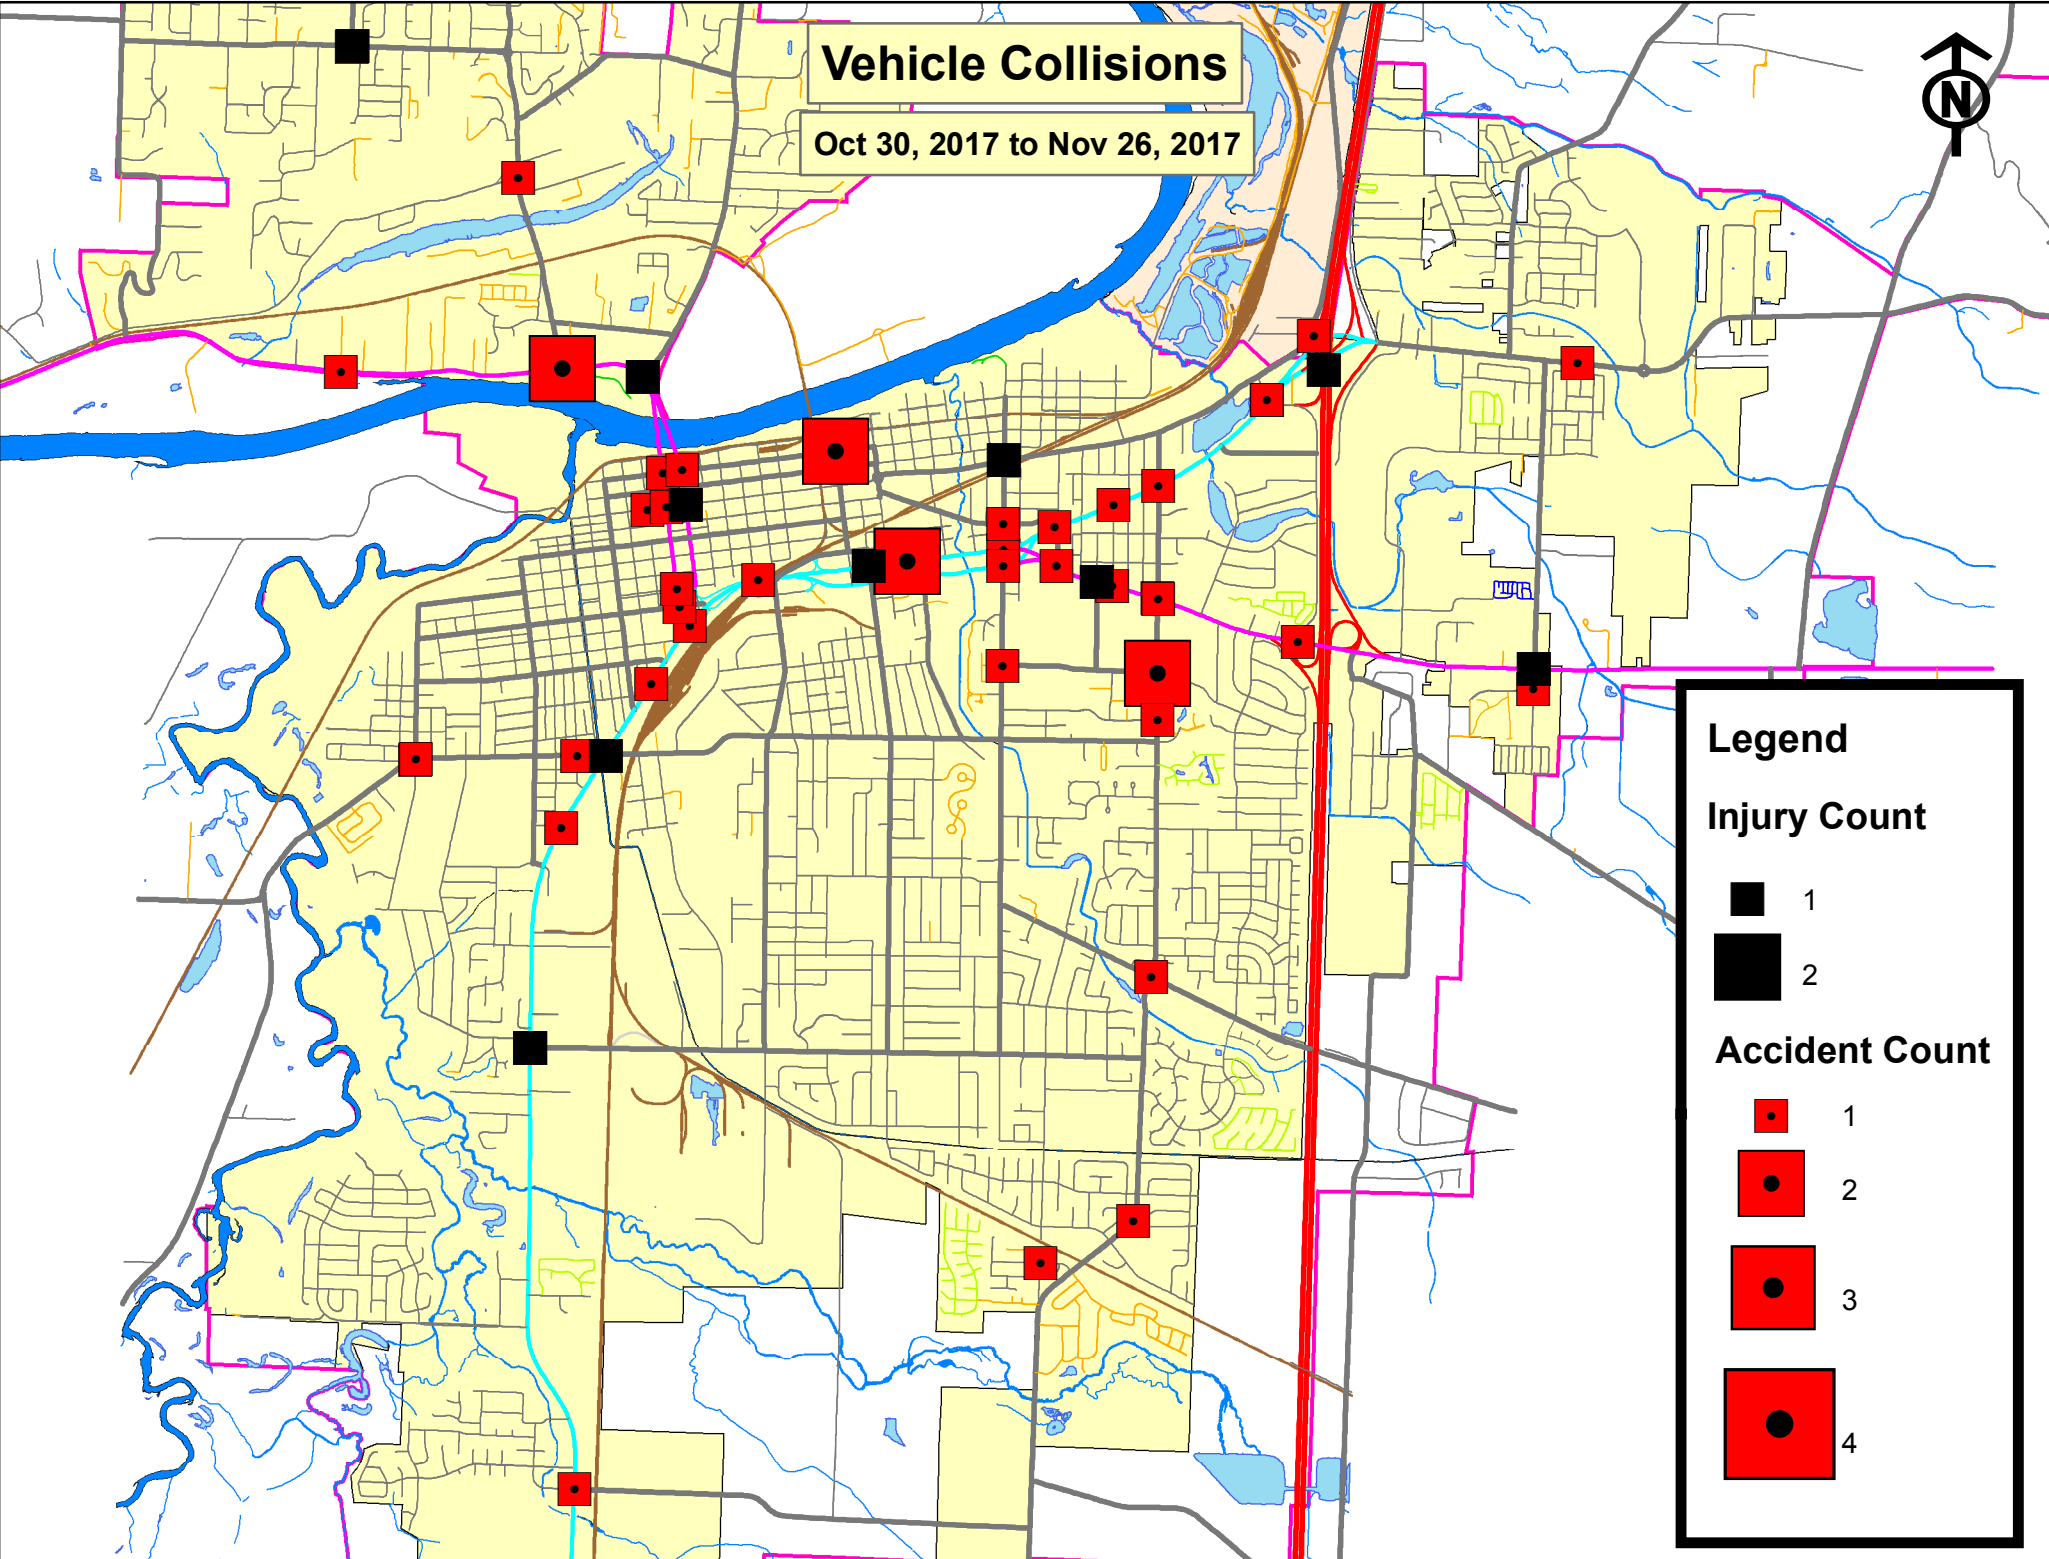 Vehicle Collisions
Oct 30, 2017 to Nov 26, 2017
N
Legend
Injury Count
1
2
Accident Count
1
2
3
4